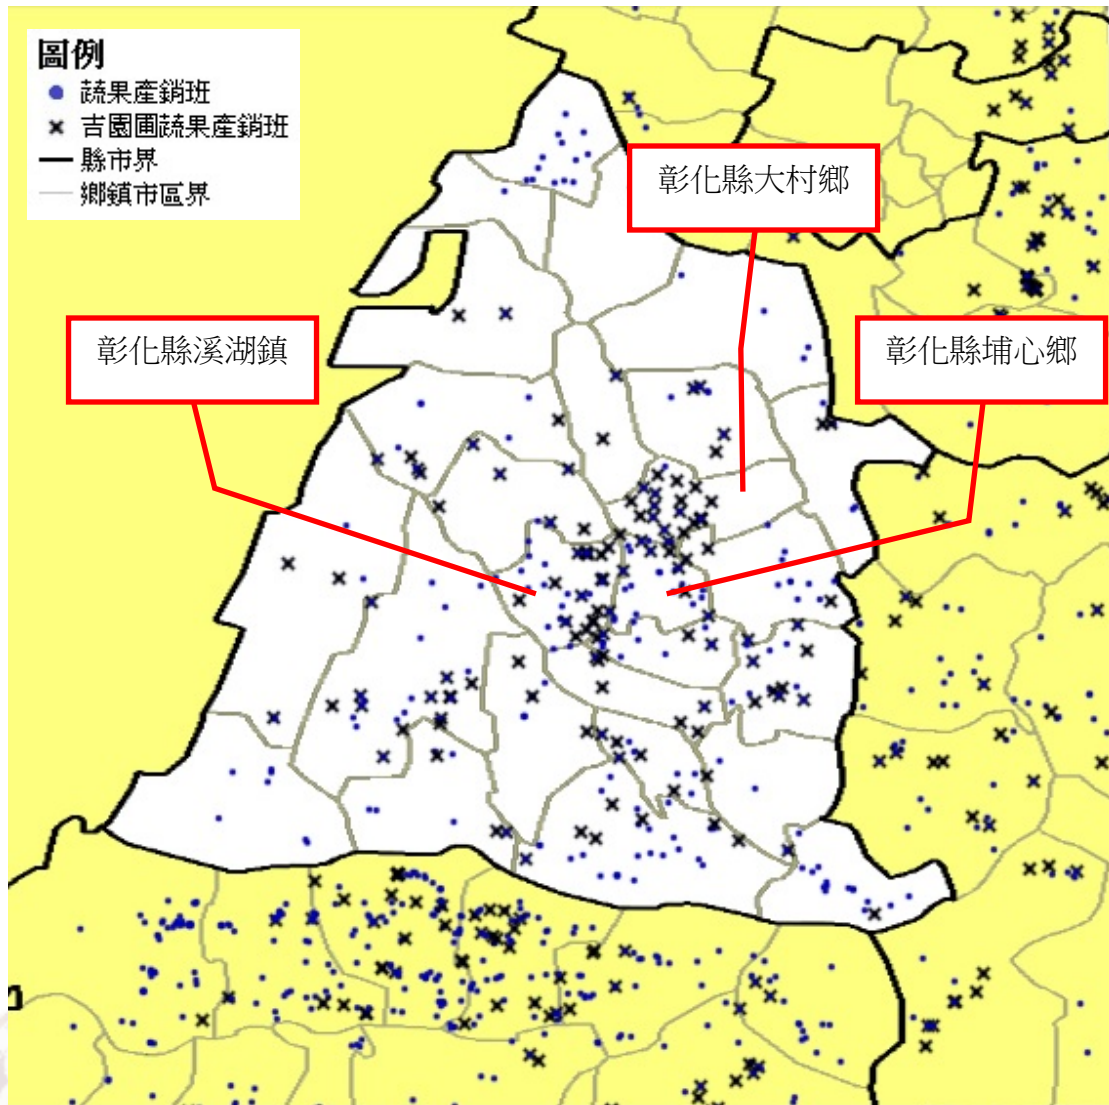 圖例
蔬果產銷班
吉園圃蔬果產銷班
縣市界
鄉鎮市區界
彰化縣大村鄉
彰化縣溪湖鎮
彰化縣埔心鄉